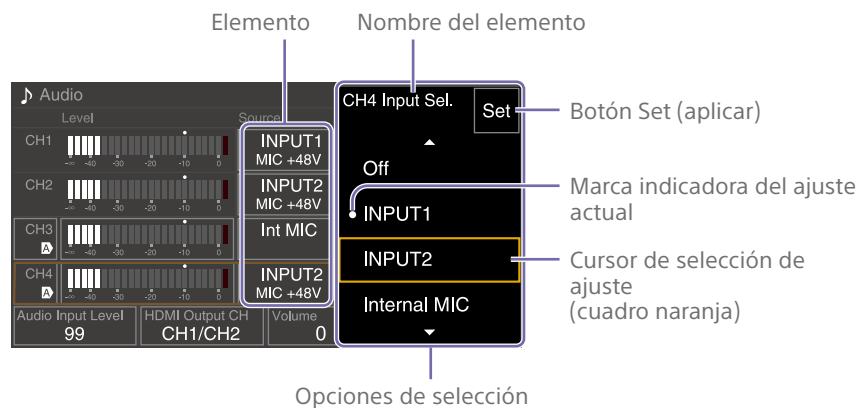 Elemento
Nombre del elemento
♪ Audio
Level
Source
CH1
-∞ -40 -30 -20 -10 0
INPUT1
MIC +48V
CH2
-∞ -40 -30 -20 -10 0
INPUT2
MIC +48V
CH3
A
-∞ -40 -30 -20 -10 0
Int MIC
CH4
A
-∞ -40 -30 -20 -10 0
INPUT2
MIC +48V
Audio Input Level
99
HDMI Output CH
CH1/CH2
Volume
0
CH4 Input Sel.
Set
Off
INPUT1
INPUT2
Internal MIC
Botón Set (aplicar)
Marca indicadora del ajuste
actual
Cursor de selección de
ajuste
(cuadro naranja)
Opciones de selección